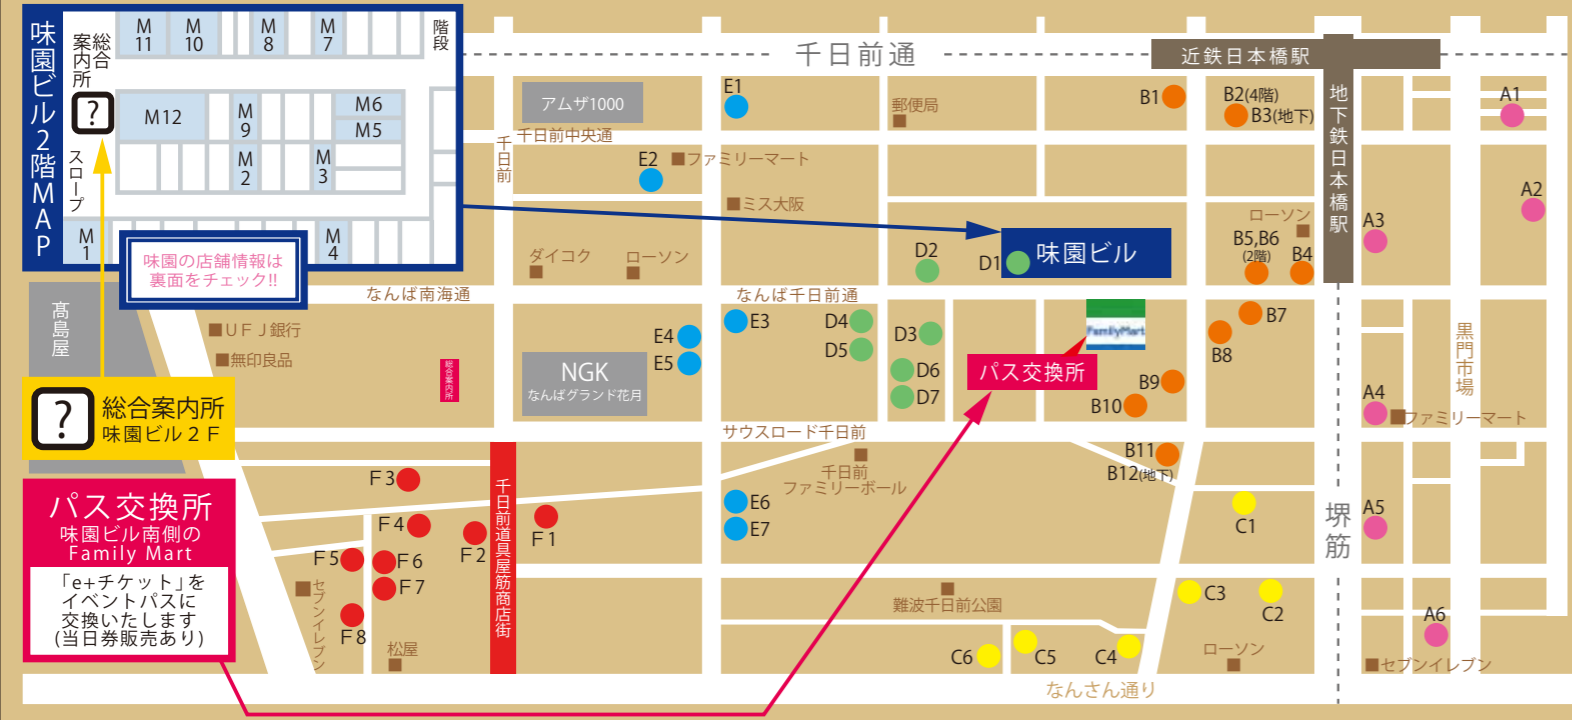 味園ビル2階MAP
総合
案内所
?
スロープ
階段
M
11
M
10
M
8
M
7
M12
M
9
M6
M5
M
2
M
3
M
1
M
4
味園の店舗情報は
裏面をチェック!!
千日前通
近鉄日本橋駅
地下鉄日本橋駅
アムザ1000
E1
郵便局
B1
B2(4階)
B3(地下)
A1
千日前中央通
千日前
E2
ファミリーマート
ミス大阪
A2
A3
ローソン
B5,B6
(2階)
B4
D2
D1
味園ビル
ダイコク
ローソン
なんば南海通
なんば千日前通
髙島屋
UFJ銀行
無印良品
総合案内所
E4
E5
E3
D4
D5
D3
D6
D7
FamilyMart
B7
B8
黒門市場
NGK
なんばグランド花月
パス交換所
B9
B10
A4
ファミリーマート
?
総合案内所
味園ビル2F
サウスロード千日前
千日前
ファミリーボール
B11
B12(地下)
パス交換所
味園ビル南側の
Family Mart
「e+チケット」を
イベントパスに
交換いたします
(当日券販売あり)
F3
F4
F2
F1
F5
F6
F7
F8
千日前道具屋筋商店街
セブンイレブン
松屋
E6
E7
C1
堺筋
A5
難波千日前公園
C3
C2
C6
C5
C4
ローソン
A6
セブンイレブン
なんさん通り